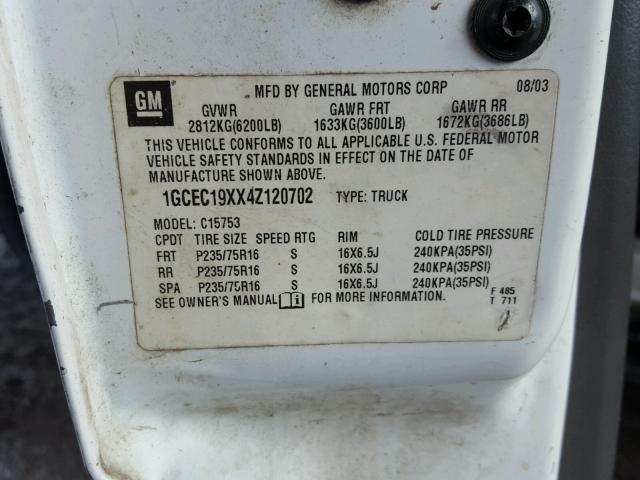 GM
MFD BY GENERAL MOTORS CORP 08/03
GVWR GAWR FRT GAWR RR
2812KG(6200LB) 1633KG(3600LB) 1672KG(3686LB)
THIS VEHICLE CONFORMS TO ALL APPLICABLE U.S. FEDERAL MOTOR
VEHICLE SAFETY STANDARDS IN EFFECT ON THE DATE OF
MANUFACTURE SHOWN ABOVE.
1GCEC19XX4Z120702 TYPE: TRUCK
MODEL: C15753
CPDT TIRE SIZE SPEED RTG RIM COLD TIRE PRESSURE
FRT P235/75R16 S 16X6.5J 240KPA(35PSI)
RR P235/75R16 S 16X6.5J 240KPA(35PSI)
SPA P235/75R16 S 16X6.5J 240KPA(35PSI)
SEE OWNER'S MANUAL FOR MORE INFORMATION.
F 485
T 711